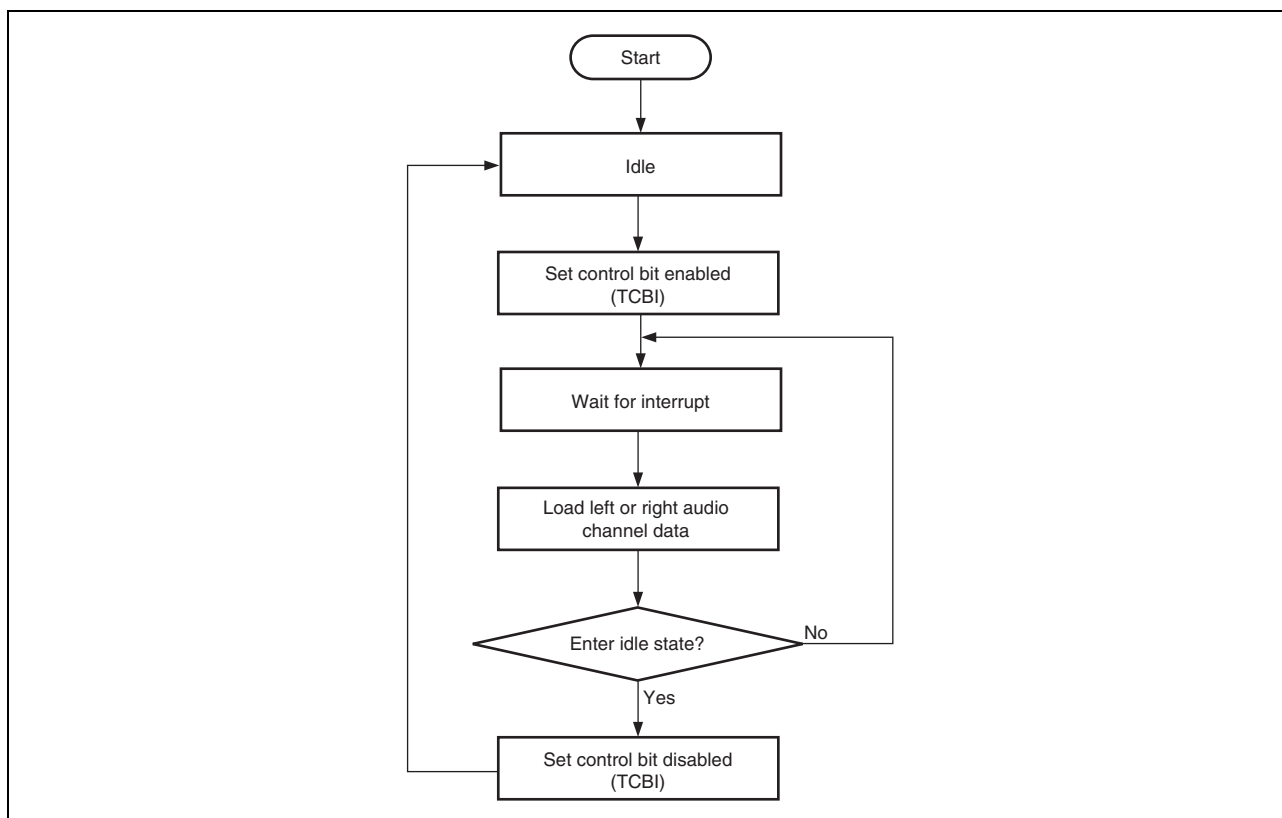 Start
Idle
Set control bit enabled
(TCBI)
Wait for interrupt
Load left or right audio
channel data
Enter idle state?
No
Yes
Set control bit disabled
(TCBI)